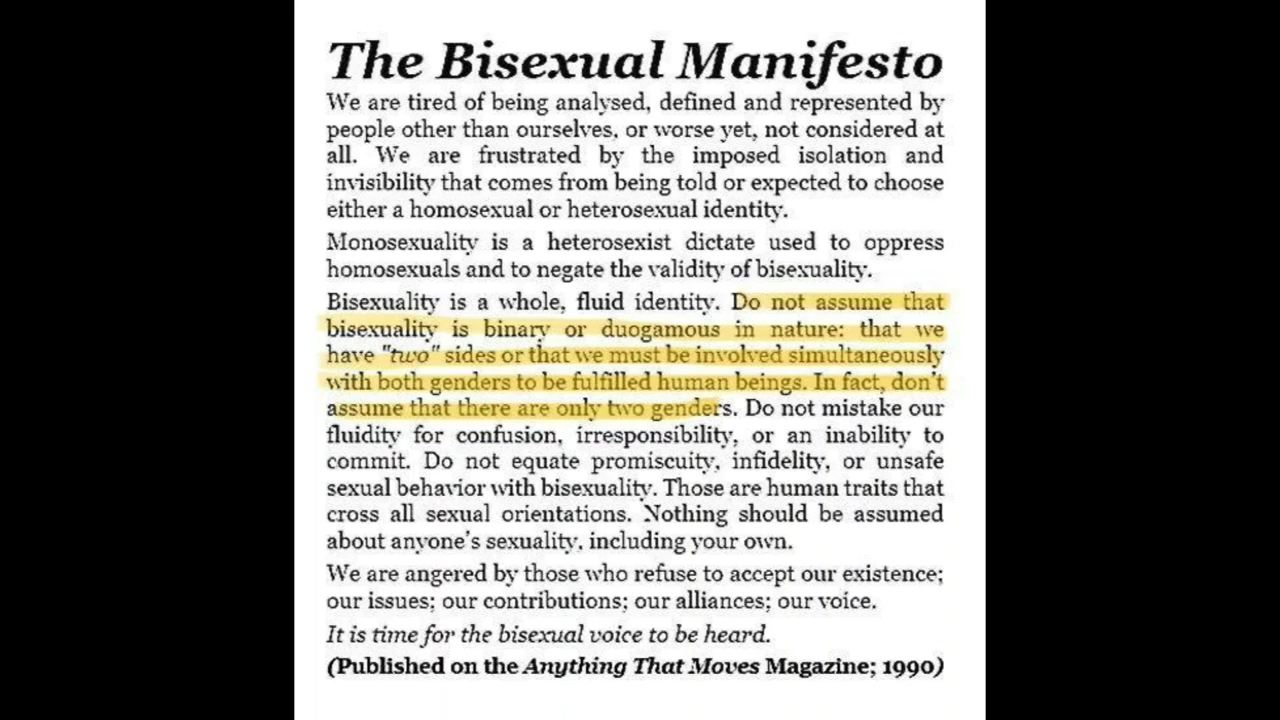 The Bisexual Manifesto
We are tired of being analysed, defined and represented by
people other than ourselves, or worse yet, not considered at
all. We are frustrated by the imposed isolation and
invisibility that comes from being told or expected to choose
either a homosexual or heterosexual identity.
Monosexuality is a heterosexist dictate used to oppress
homosexuals and to negate the validity of bisexuality.
Bisexuality is a whole, fluid identity. Do not assume that
bisexuality is binary or duogamous in nature: that we
have "two" sides or that we must be involved simultaneously
with both genders to be fulfilled human beings. In fact, don't
assume that there are only two genders. Do not mistake our
fluidity for confusion, irresponsibility, or an inability to
commit. Do not equate promiscuity, infidelity, or unsafe
sexual behavior with bisexuality. Those are human traits that
cross all sexual orientations. Nothing should be assumed
about anyone's sexuality, including your own.
We are angered by those who refuse to accept our existence;
our issues; our contributions; our alliances; our voice.
It is time for the bisexual voice to be heard.
(Published on the Anything That Moves Magazine; 1990)